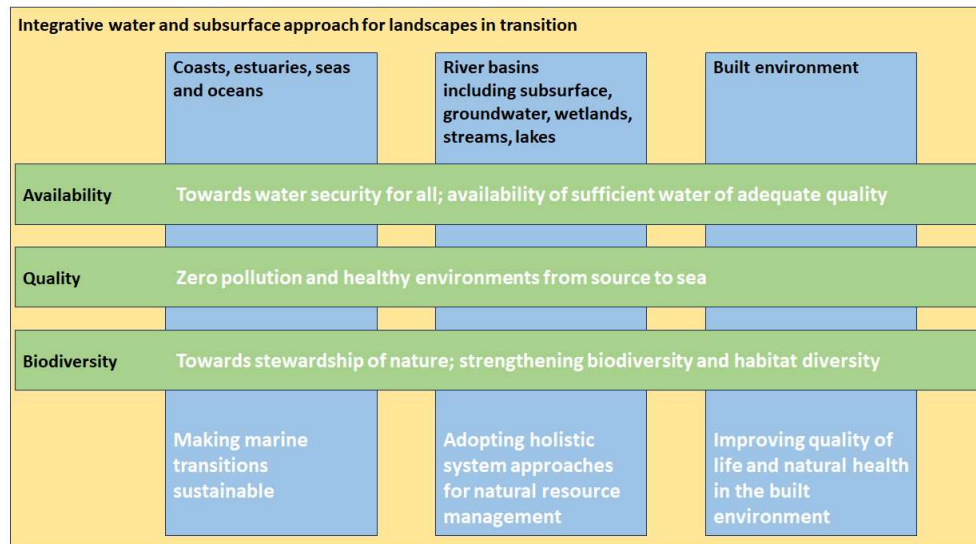 Integrative water and subsurface approach for landscapes in transition
Coasts, estuaries, seas
and oceans
River basins
including subsurface,
groundwater, wetlands,
streams, lakes
Built environment
Availability
Towards water security for all; availability of sufficient water of adequate quality
Quality
Zero pollution and healthy environments from source to sea
Biodiversity
Towards stewardship of nature; strengthening biodiversity and habitat diversity
Making marine
transitions
sustainable
Adopting holistic
system approaches
for natural resource
management
Improving quality of
life and natural health
in the built
environment